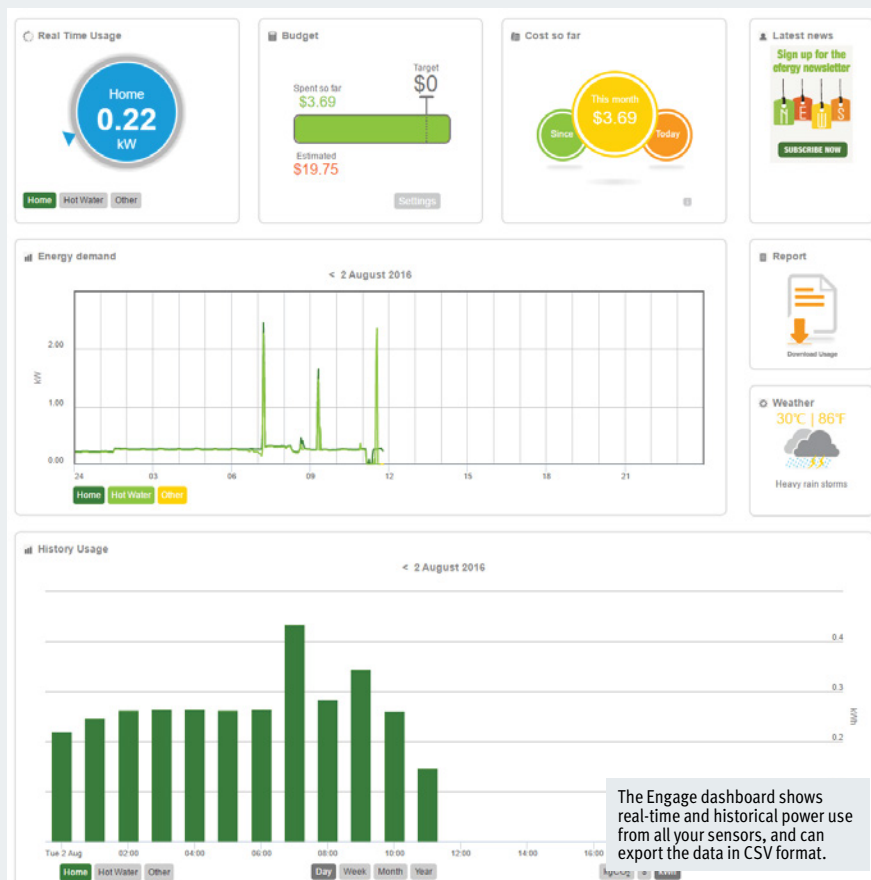 Real Time Usage
Home
0.22
kW
Home Hot Water Other
Budget
Target
$0
Spent so far
$3.69
Estimated
$19.75
Settings
Cost so far
Since
This month
$3.69
Today
Latest news
Sign up for the
efergy newsletter
NEWS
SUBSCRIBE NOW
Energy demand
< 2 August 2016
kW
2.00
1.00
0.00
24 03 06 09 12 15 18 21
Home Hot Water Other
Report
Download Usage
Weather
30°C | 86°F
Heavy rain storms
History Usage
< 2 August 2016
0.4
0.3
0.2
kWh
Tue 2 Aug 02:00 04:00 06:00 08:00 10:00 12:00 14:00 16:00
Home Hot Water Other
Day Week Month Year
The Engage dashboard shows
real-time and historical power use
from all your sensors, and can
export the data in CSV format.